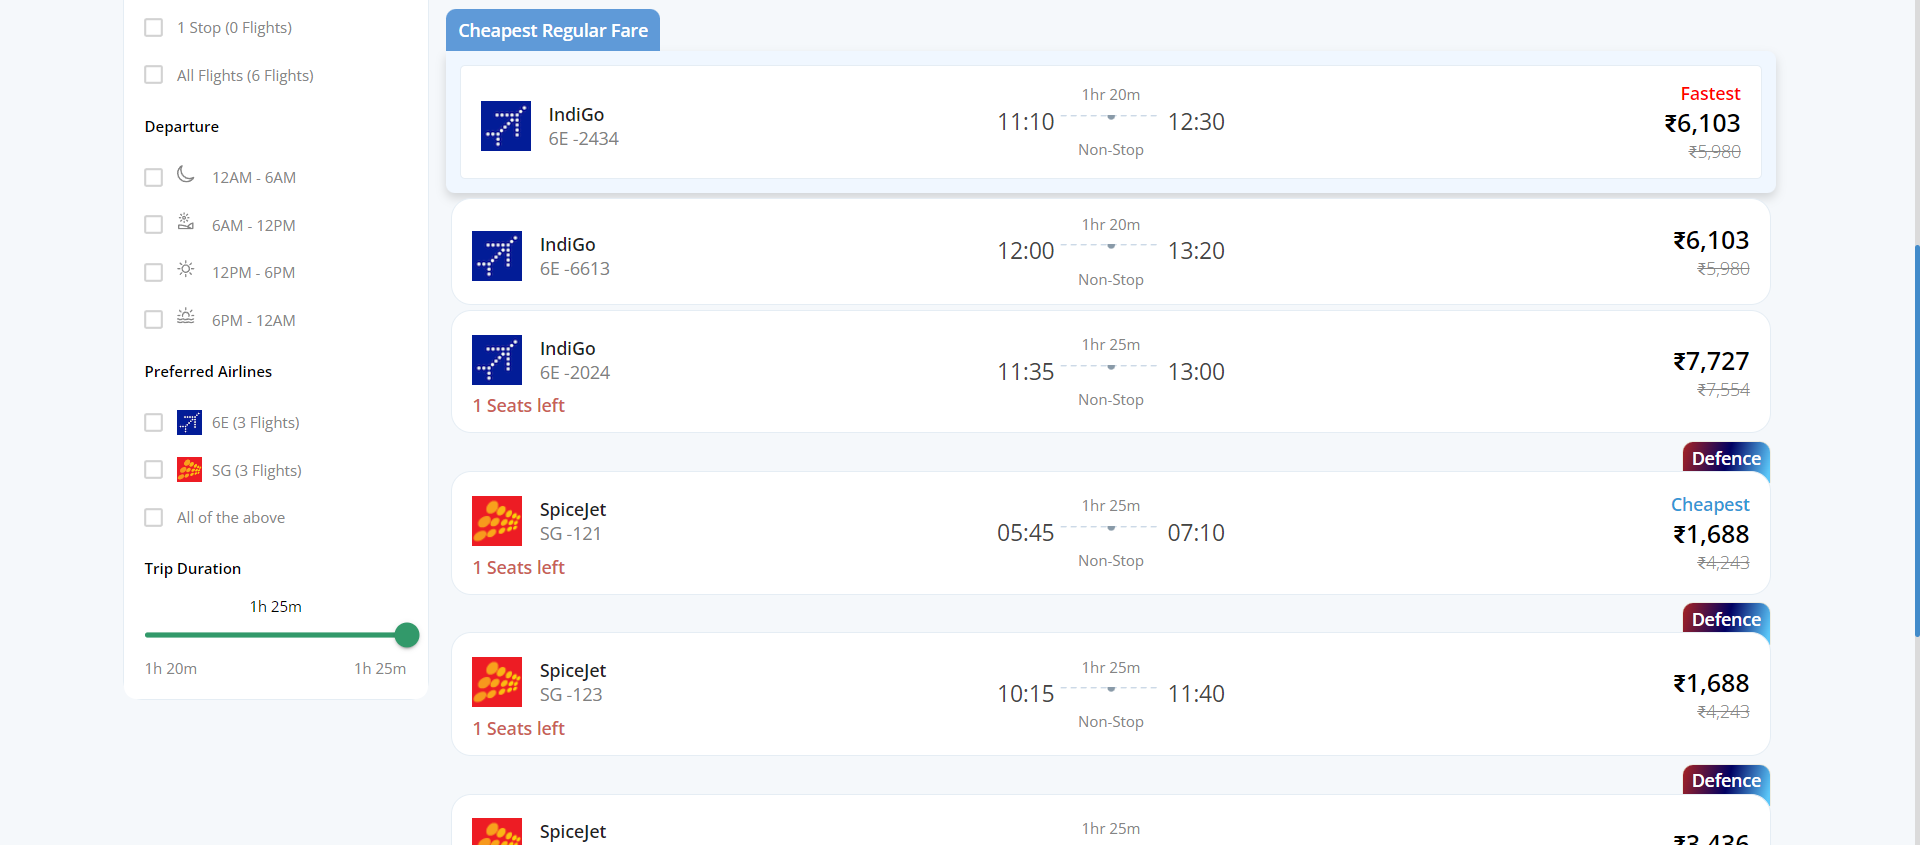 1 Stop (0 Flights)
All Flights (6 Flights)
Departure
12AM - 6AM
6AM - 12PM
12PM - 6PM
6PM - 12AM
Preferred Airlines
6E (3 Flights)
SG (3 Flights)
All of the above
Trip Duration
1h 25m
1h 20m 1h 25m
Cheapest Regular Fare
IndiGo
6E -2434
11:10
1hr 20m
Non-Stop
12:30
Fastest
₹6,103
₹5,980
IndiGo
6E -6613
12:00
1hr 20m
Non-Stop
13:20
₹6,103
₹5,980
IndiGo
6E -2024
1 Seats left
11:35
1hr 25m
Non-Stop
13:00
₹7,727
₹7,554
Defence
SpiceJet
SG -121
1 Seats left
05:45
1hr 25m
Non-Stop
07:10
Cheapest
₹1,688
₹4,243
Defence
SpiceJet
SG -123
1 Seats left
10:15
1hr 25m
Non-Stop
11:40
₹1,688
₹4,243
Defence
SpiceJet
1hr 25m
₹3,436